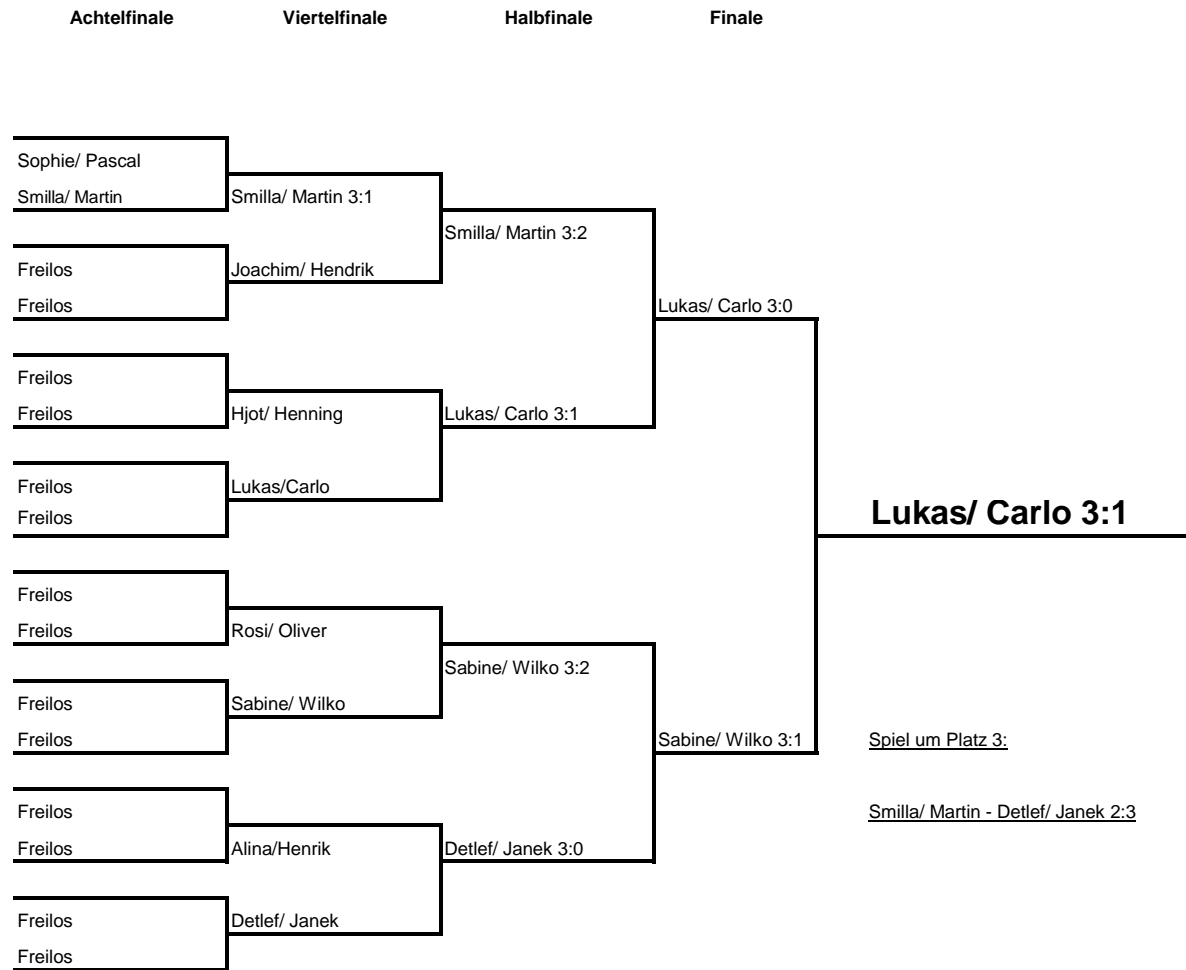 Achtelfinale Viertelfinale Halbfinale Finale
Sophie/ Pascal
Smilla/ Martin Smilla/ Martin 3:1
Smilla/ Martin 3:2
Freilos Joachim/ Hendrik
Freilos Lukas/ Carlo 3:0
Freilos
Freilos Hjot/ Henning Lukas/ Carlo 3:1
Freilos Lukas/Carlo
Freilos Lukas/ Carlo 3:1
Freilos
Freilos Rosi/ Oliver
Sabine/ Wilko 3:2
Freilos Sabine/ Wilko
Freilos Sabine/ Wilko 3:1 Spiel um Platz 3:
Freilos Smilla/ Martin - Detlef/ Janek 2:3
Freilos Alina/Henrik Detlef/ Janek 3:0
Freilos Detlef/ Janek
Freilos